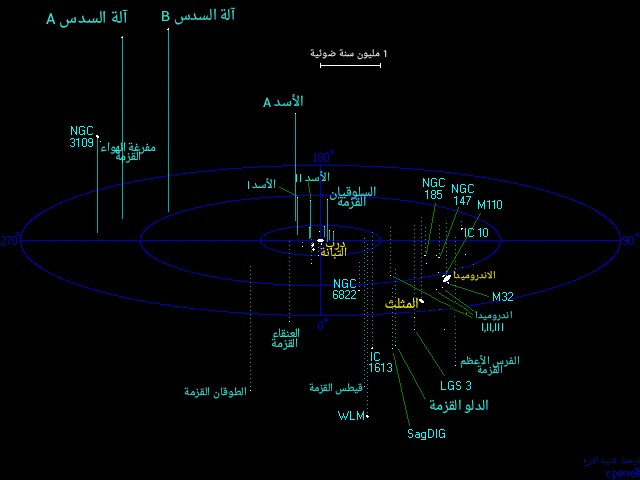 آلة السدس A
آلة السدس B
1 مليون سنة ضوئية
الأسد A
NGC
3109
مفرغة الهواء
القزمة
180°
الأسد II
الأسد I
السلوقيان
القزمة
NGC
185
NGC
147
M110
IC 10
270°
90°
درب
التبانة
الاندروميدا
NGC
6822
المثلث
M32
اندروميدا
I,II,III
0°
العنقاء
القزمة
IC
1613
الفرس الأعظم
القزمة
الطوقان القزمة
قيطس القزمة
LGS 3
الدلو القزمة
WLM
SagDIG